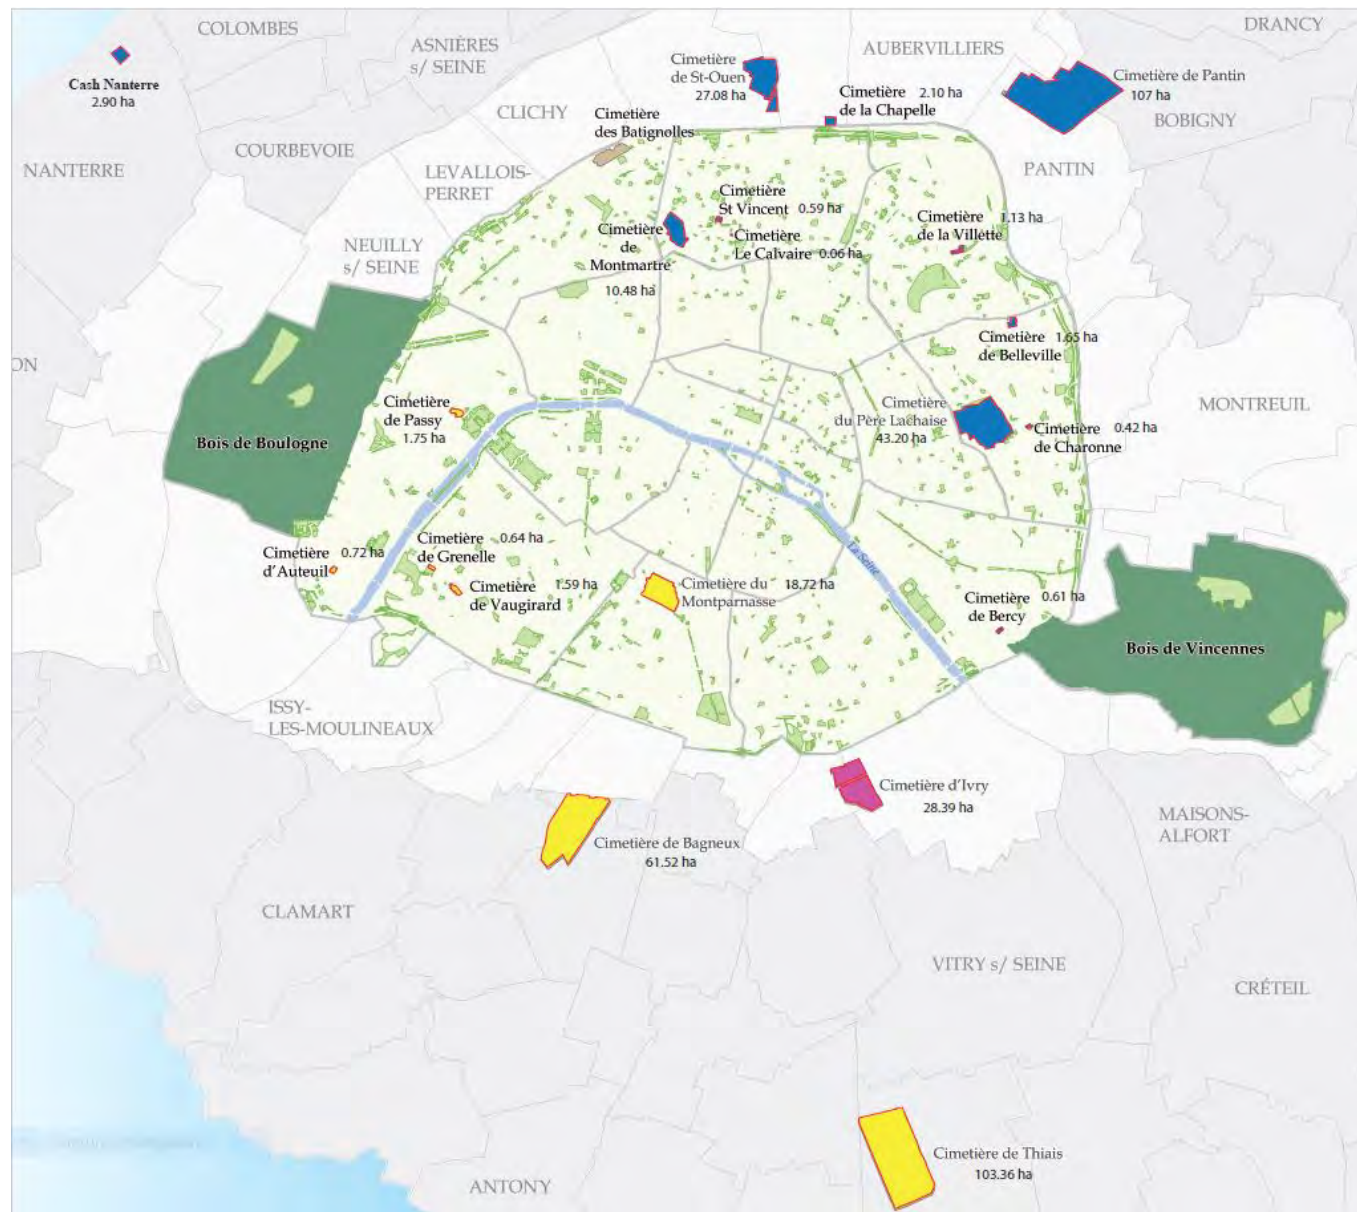 COLOMBES
DRANCY
ASNIÈRES
s/ SEINE
AUBERVILLIERS
Cash Nanterre
2.90 ha
Cimetière
de St-Ouen
27.08 ha
Cimetière 2.10 ha
de la Chapelle
Cimetière de Pantin
107 ha
CLICHY
BOBIGNY
Cimetière
des Batignolles
COURBEVOIE
NANTERRE
LEVALLOIS-
PERRET
PANTIN
Cimetière
St Vincent 0.59 ha
Cimetière
Le Calvaire 0.06 ha
Cimetière 1.13 ha
de la Villette
Cimetière
de
Montmartre
10.48 ha
NEUILLY
s/ SEINE
Cimetière 1.65 ha
de Belleville
ON
Cimetière
de Passy
1.75 ha
Cimetière
du Père Lachaise
43.20 ha
MONTREUIL
Cimetière 0.42 ha
de Charonne
Bois de Boulogne
Cimetière 0.72 ha
d'Auteuil
Cimetière 0.64 ha
de Grenelle
Cimetière 1.59 ha
de Vaugirard
Cimetière du 18.72 ha
Montparnasse
La Seine
Cimetière 0.61 ha
de Bercy
Bois de Vincennes
ISSY-
LES-MOULINEAUX
Cimetière d'Ivry
28.39 ha
MAISONS-
ALFORT
Cimetière de Bagneux
61.52 ha
CLAMART
VITRY s/ SEINE
CRÉTEIL
Cimetière de Thiais
103.36 ha
ANTONY